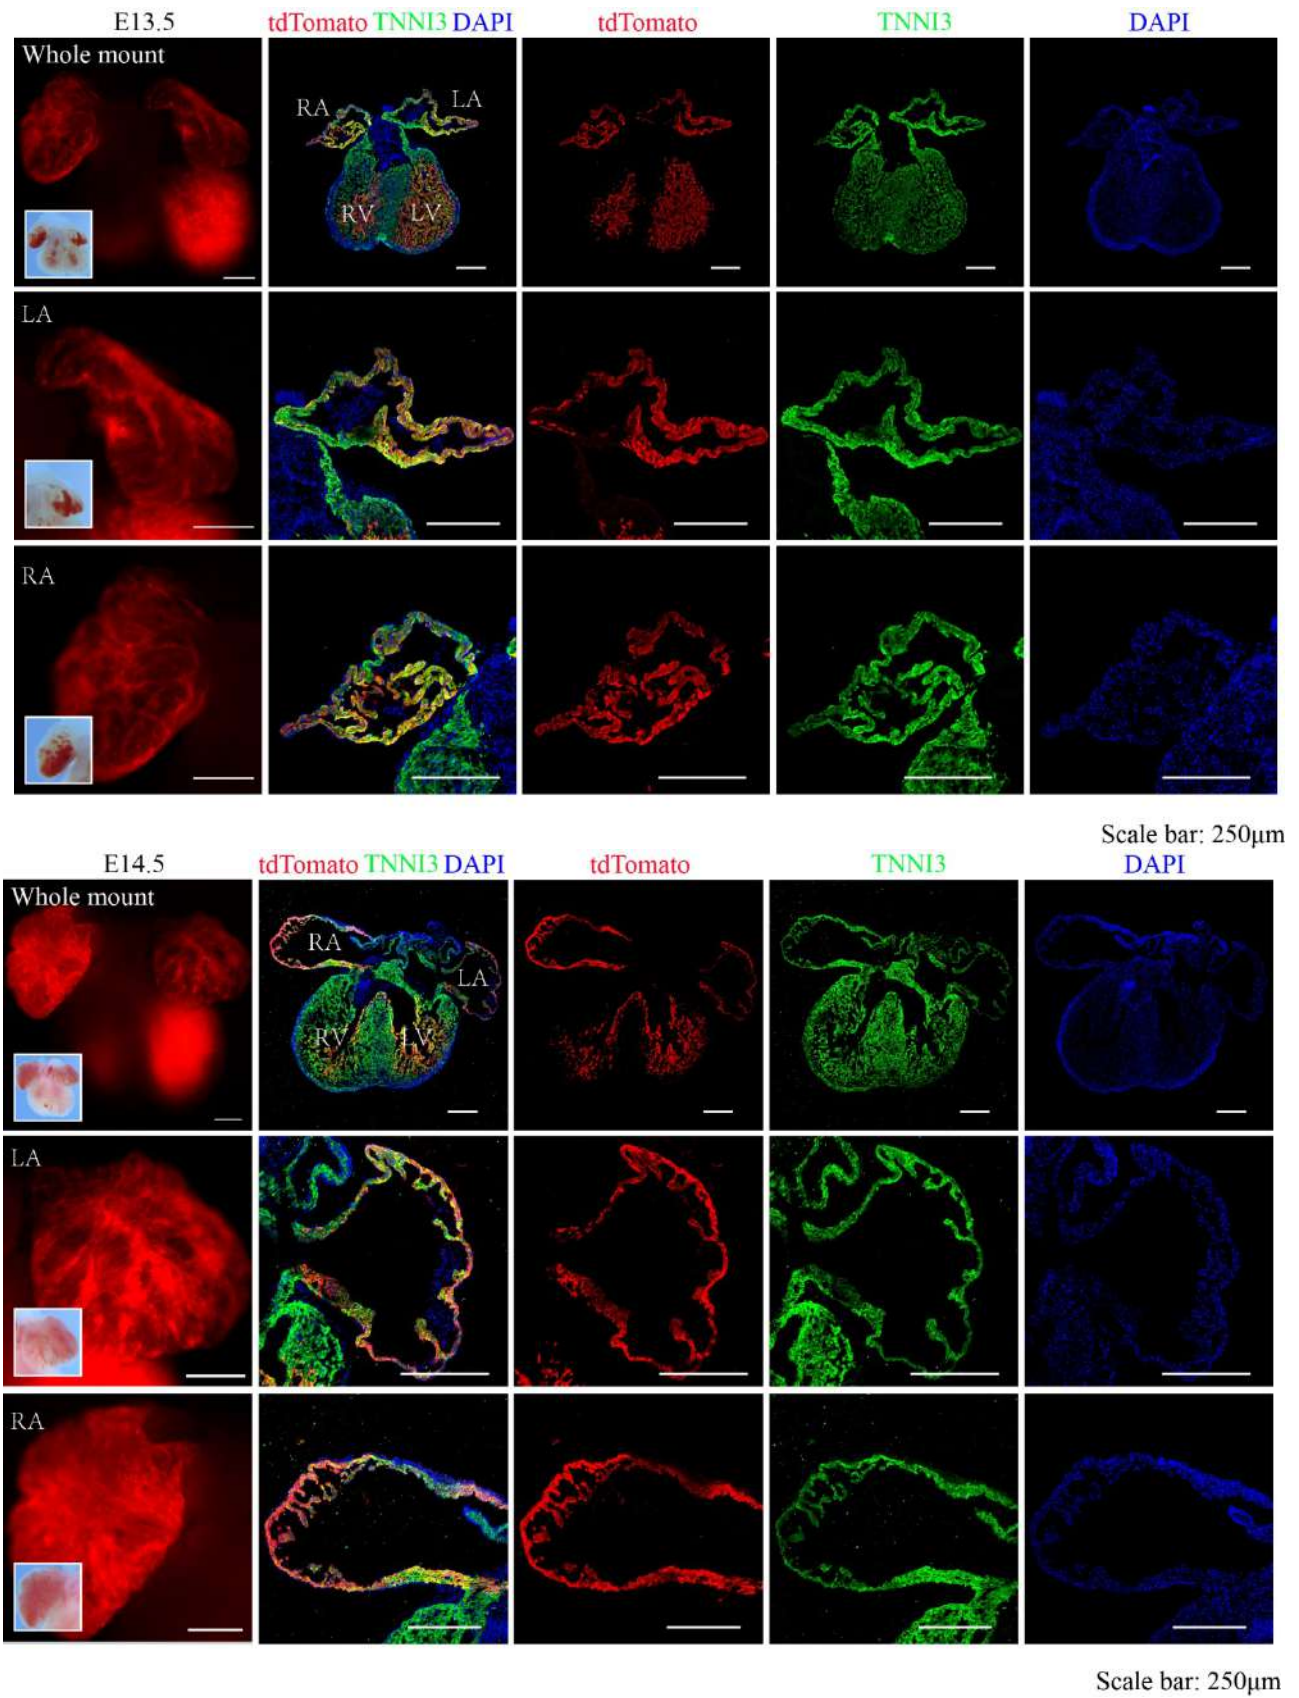 E13.5 tdTomato TNNI3 DAPI tdTomato TNNI3 DAPI
Whole mount
RA LA
RV LV
LA
RA
Scale bar: 250μm
E14.5 tdTomato TNNI3 DAPI tdTomato TNNI3 DAPI
Whole mount
RA
LA
RV LV
LA
RA
Scale bar: 250μm